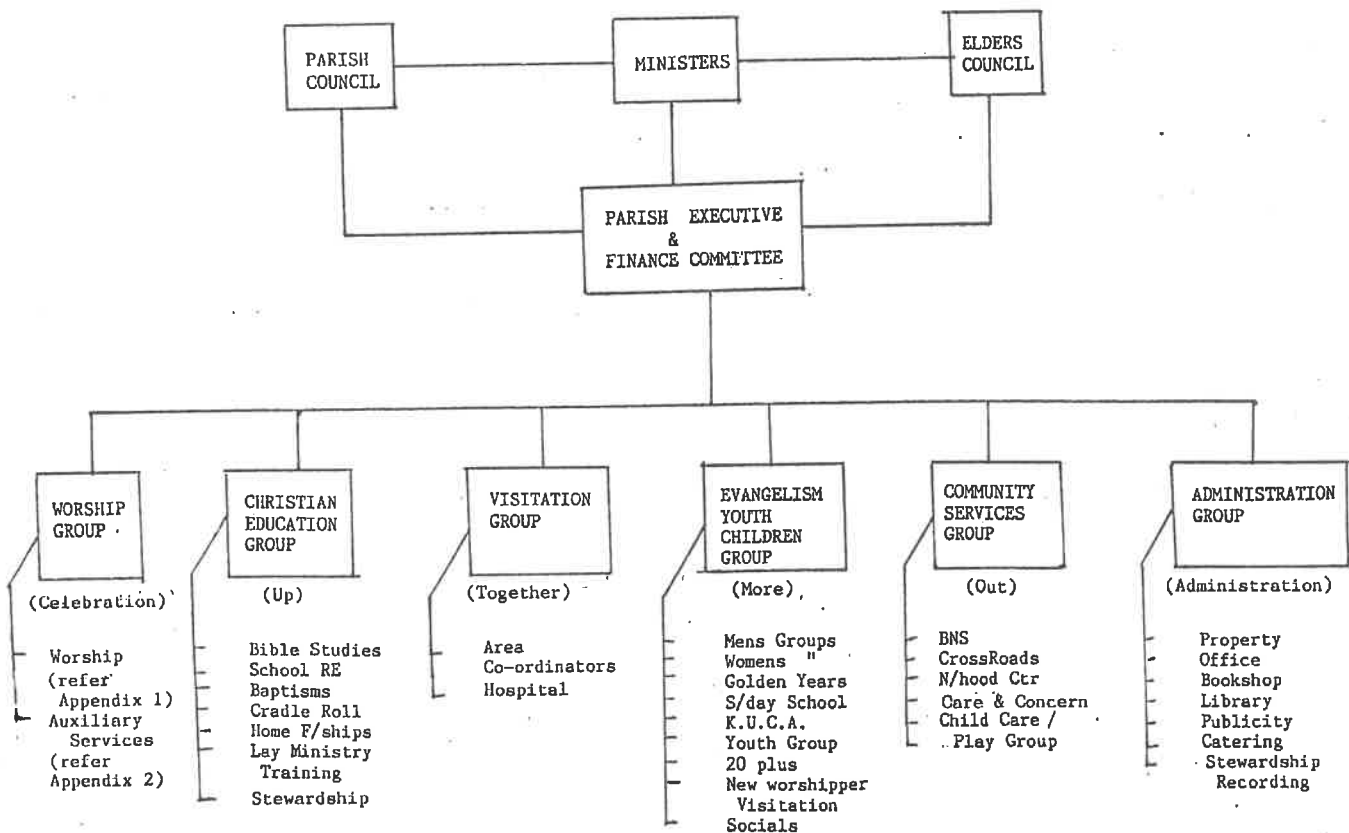 PARISH
COUNCIL
MINISTERS
ELDERS
COUNCIL
PARISH EXECUTIVE
&
FINANCE COMMITTEE
WORSHIP
GROUP
(Celebration)
Worship
(refer
Appendix 1)
Auxiliary
Services
(refer
Appendix 2)
CHRISTIAN
EDUCATION
GROUP
(Up)
Bible Studies
School RE
Baptisms
Cradle Roll
Home F/ships
Lay Ministry
Training
Stewardship
VISITATION
GROUP
(Together)
Area
Co-ordinators
Hospital
EVANGELISM
YOUTH
CHILDREN
GROUP
(More)
Mens Groups
Womens "
Golden Years
S/day School
K.U.C.A.
Youth Group
20 plus
New worshipper
Visitation
Socials
COMMUNITY
SERVICES
GROUP
(Out)
BNS
CrossRoads
N/hood Ctr
Care & Concern
Child Care /
Play Group
ADMINISTRATION
GROUP
(Administration)
Property
Office
Bookshop
Library
Publicity
Catering
Stewardship
Recording